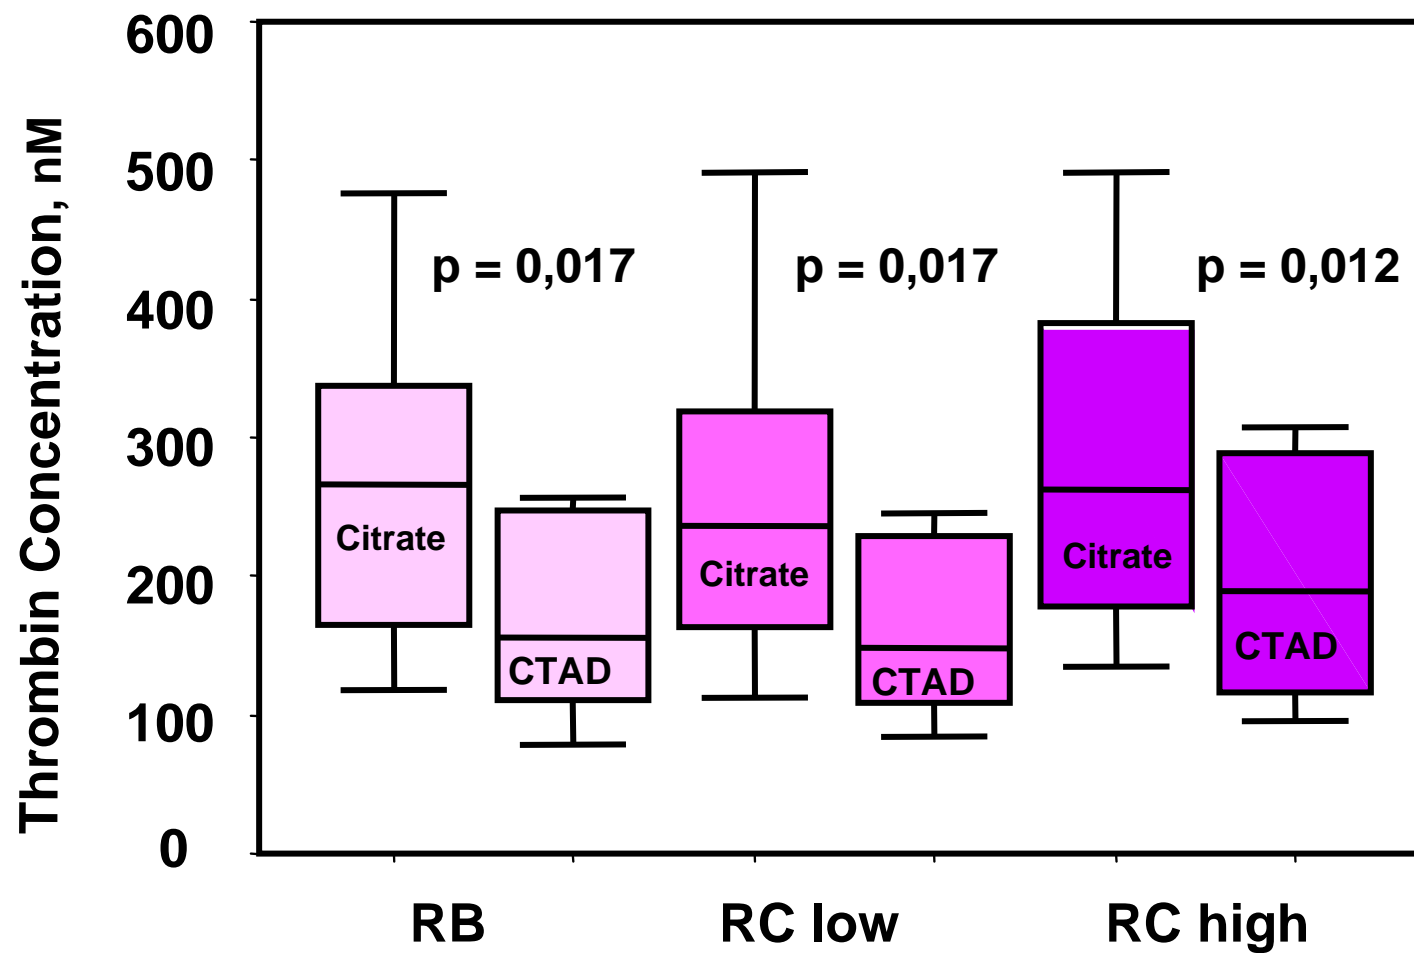 600
500
400
300
200
100
0
Thrombin Concentration, nM
p = 0,017
p = 0,017
p = 0,012
Citrate
CTAD
Citrate
CTAD
Citrate
CTAD
RB
RC low
RC high